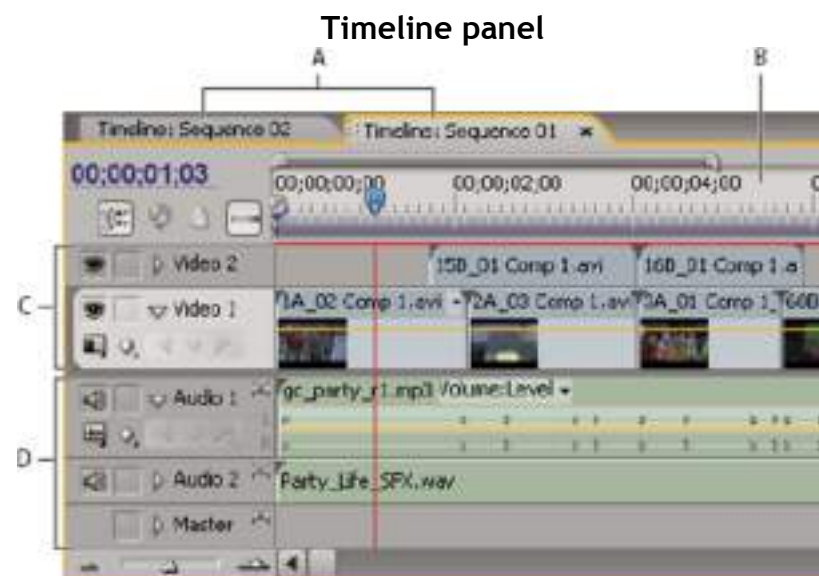 Timeline panel
A
B
Timeline: Sequence 02
Timeline: Sequence 01 ×
00;00;01;03
00;00;00;00 00;00;02;00 00;00;04;00 0
Video 2
15B_01 Comp 1.avi 16B_01 Comp 1.a
C
Video 1
1A_02 Comp 1.avi 2A_03 Comp 1.avi 3A_01 Comp 1_
Audio 1
gc_party_r1.mp3 Volume:Level
D
Audio 2
Party_Life_SFX.wav
Master